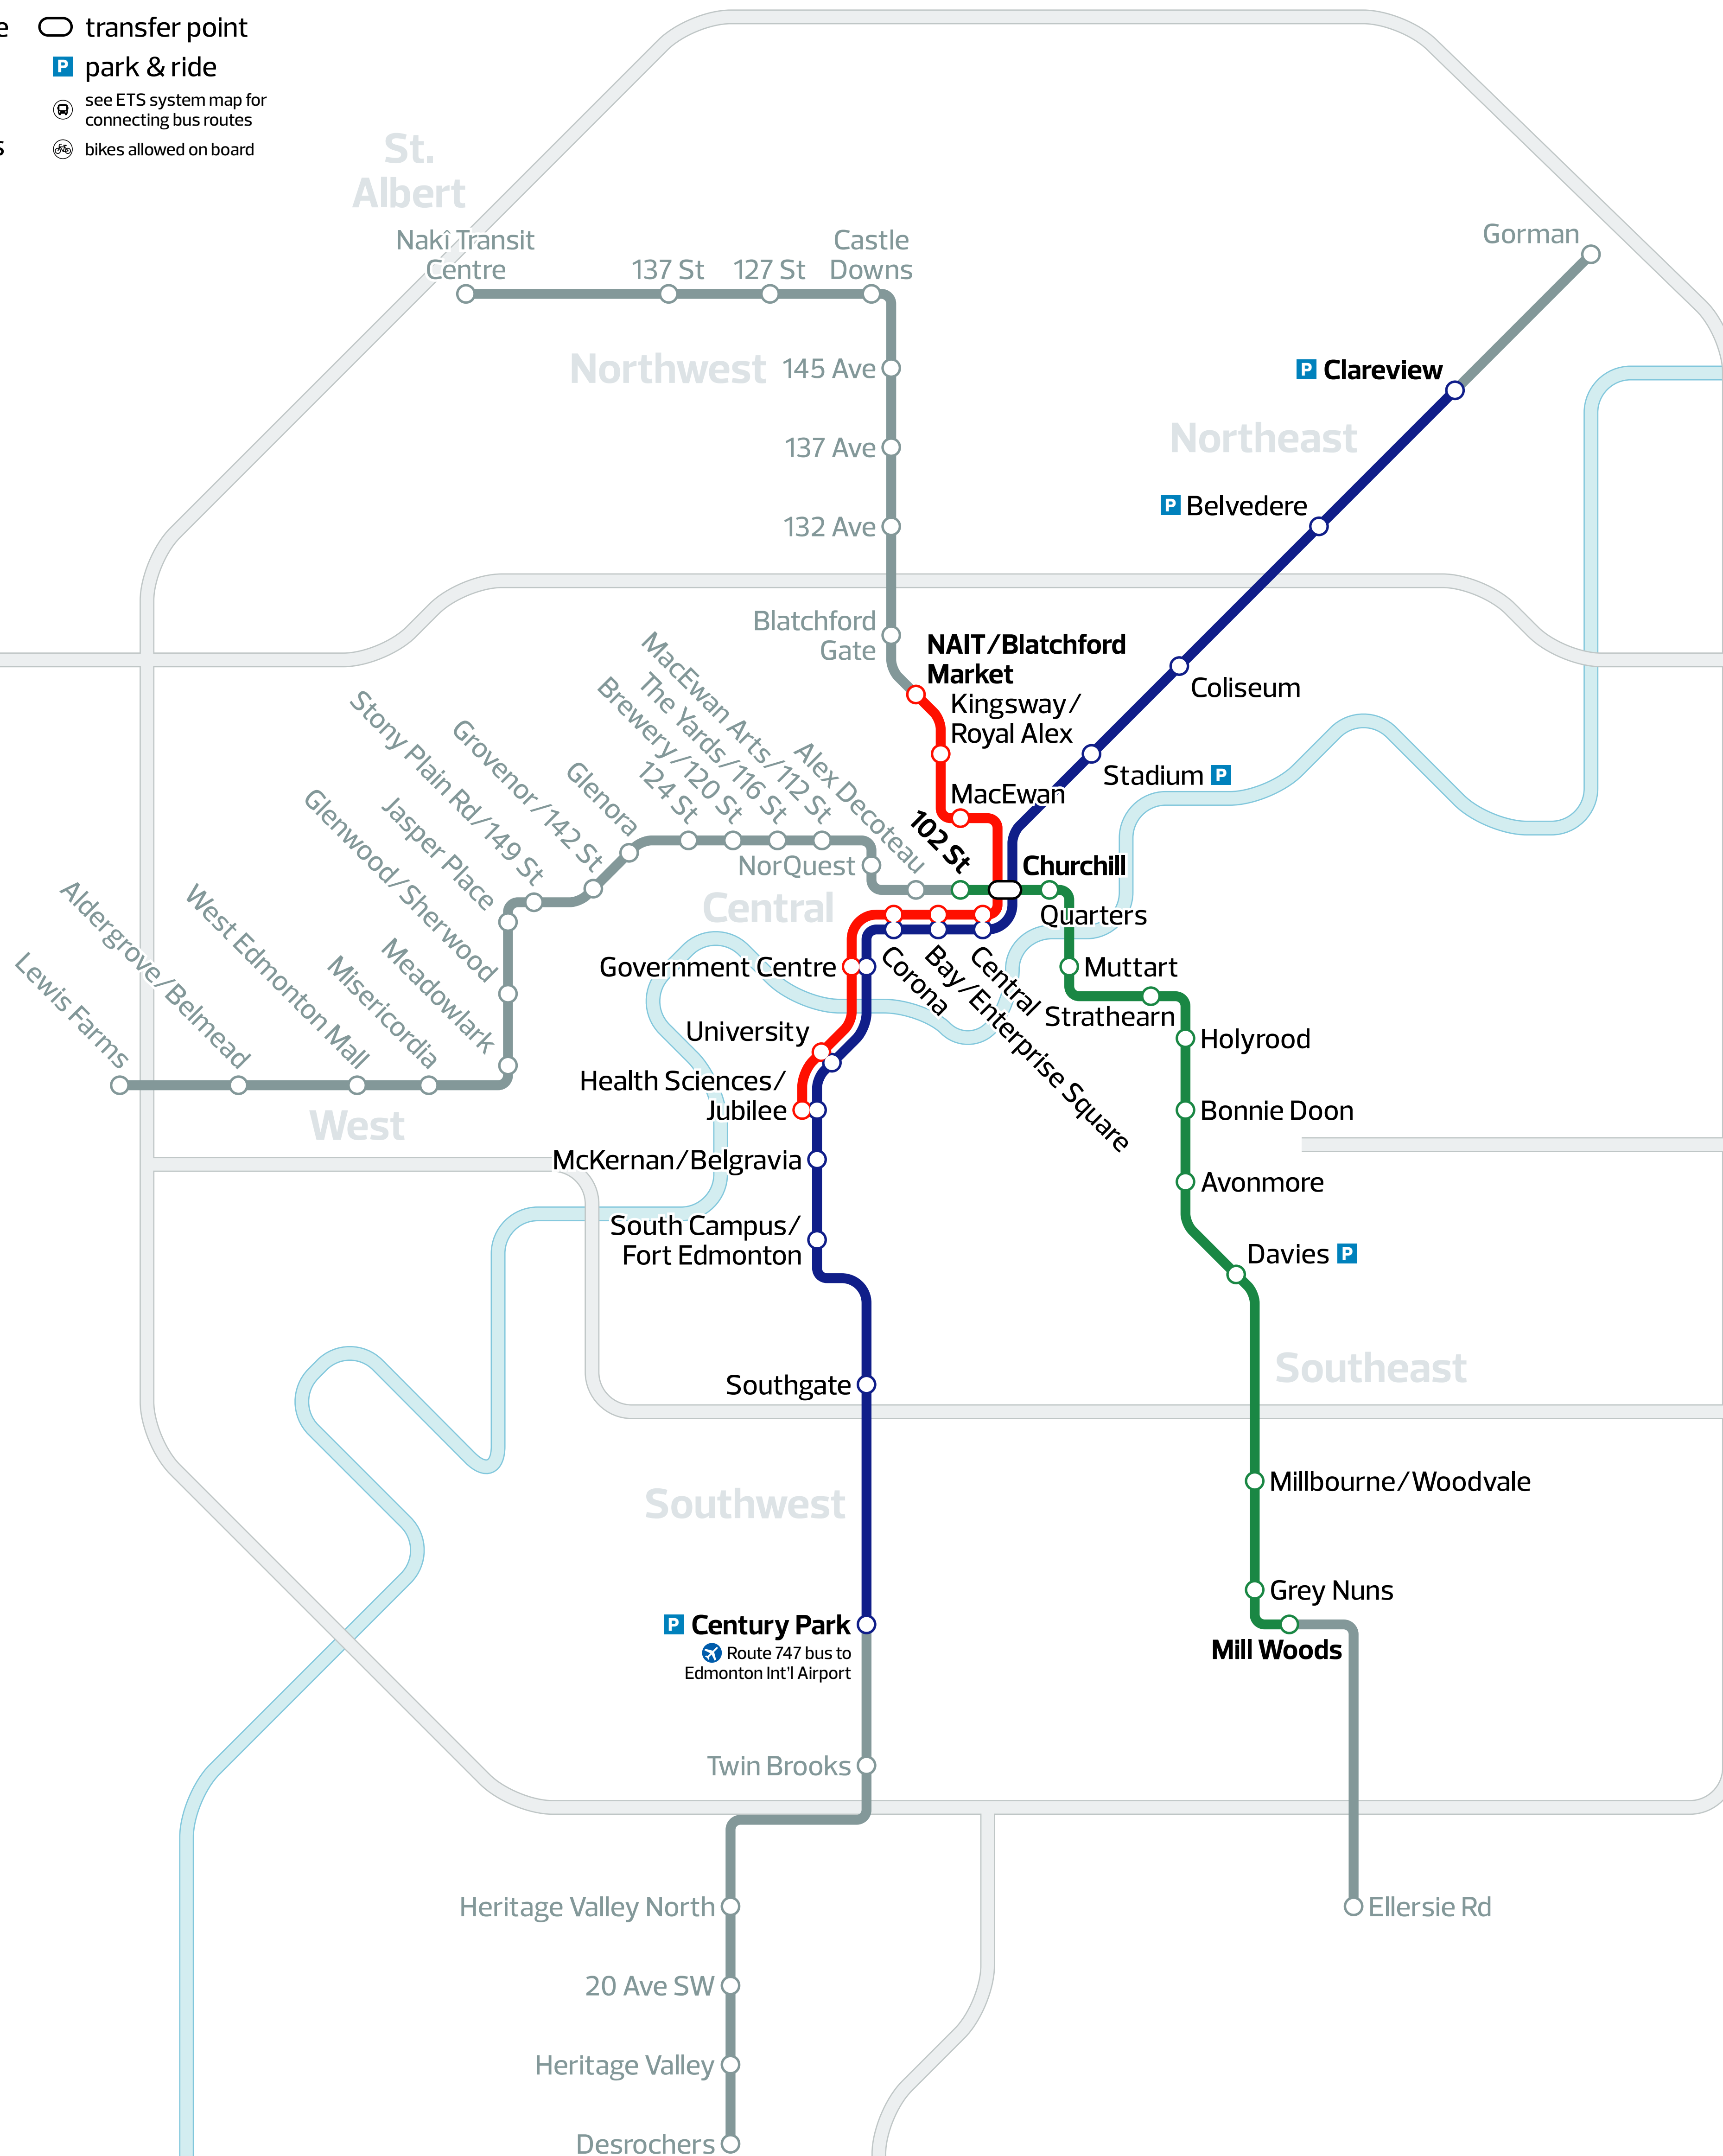 e
transfer point
P park & ride
see ETS system map for
connecting bus routes
s
bikes allowed on board
St.
Albert
Nakî Transit
Centre
137 St
127 St
Castle
Downs
Gorman
Northwest
145 Ave
P Clareview
137 Ave
Northeast
P Belvedere
132 Ave
Blatchford
Gate
NAIT/Blatchford
Market
Kingsway/
Royal Alex
Coliseum
Stadium P
MacEwan
102 St
Churchill
Quarters
Alex Decoteau
NorQuest
MacEwan Arts/112 St
The Yards/116 St
Brewery/120 St
124 St
Glenora
Grovenor/142 St
Stony Plain Rd/149 St
Jasper Place
Glenwood/Sherwood
Meadowlark
Misericordia
West Edmonton Mall
Aldergrove/Belmead
Lewis Farms
Central
West
Government Centre
Corona
Bay/Enterprise Square
Central
Muttart
Strathearn
University
Holyrood
Health Sciences/
Jubilee
Bonnie Doon
McKernan/Belgravia
Avonmore
South Campus/
Fort Edmonton
Davies P
Southgate
Southeast
Millbourne/Woodvale
Southwest
Grey Nuns
P Century Park
Route 747 bus to
Edmonton Int'l Airport
Mill Woods
Twin Brooks
Heritage Valley North
Ellersie Rd
20 Ave SW
Heritage Valley
Desrochers